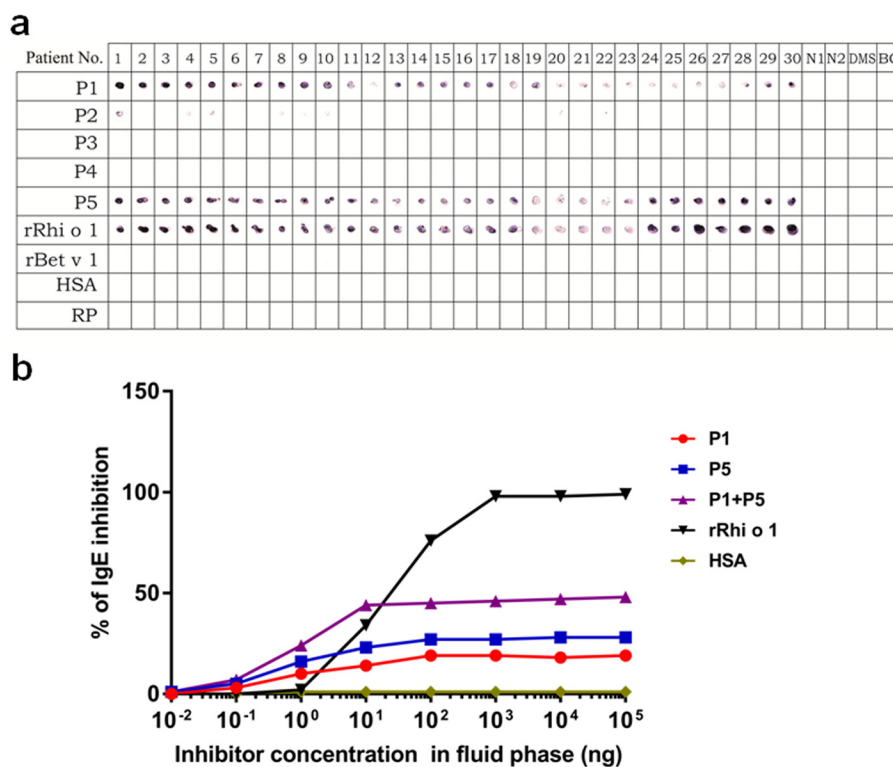 a
Patient No. 1 2 3 4 5 6 7 8 9 10 11 12 13 14 15 16 17 18 19 20 21 22 23 24 25 26 27 28 29 30 N1 N2 DMS BC
P1
P2
P3
P4
P5
rRhi o 1
rBet v 1
HSA
RP
b
150
100
50
0
% of IgE inhibition
10-2 10-1 100 101 102 103 104 105
Inhibitor concentration in fluid phase (ng)
P1
P5
P1+P5
rRhi o 1
HSA